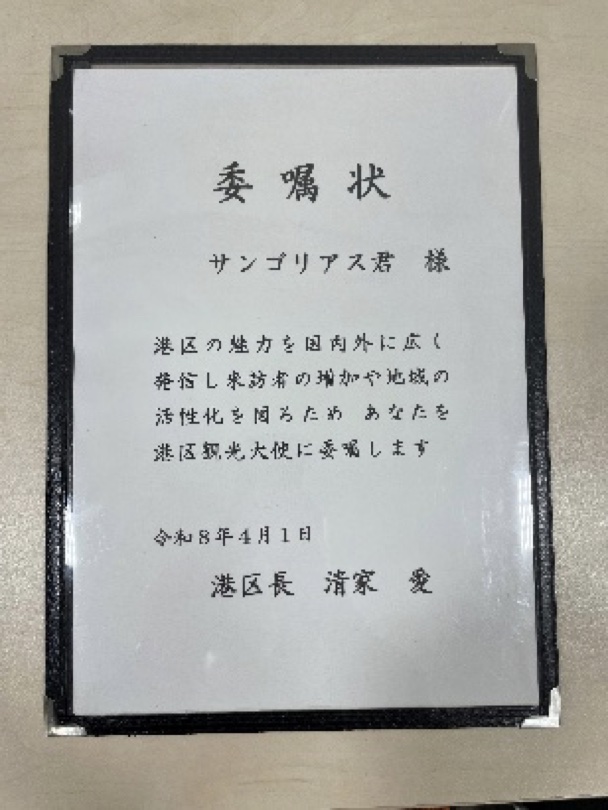 委嘱状
サンゴリアス君 様
港区の魅力を国内外に広く
発信し来訪者の増加や地域の
活性化を図るため あなたを
港区観光大使に委嘱します
令和8年4月1日
港区長 清家 愛